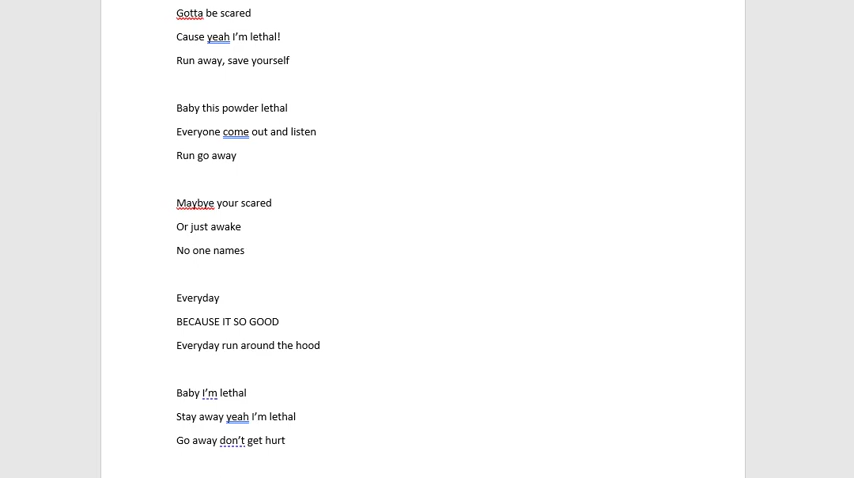 Gotta be scared
Cause yeah I’m lethal!
Run away, save yourself
Baby this powder lethal
Everyone come out and listen
Run go away
Maybye your scared
Or just awake
No one names
Everyday
BECAUSE IT SO GOOD
Everyday run around the hood
Baby I’m lethal
Stay away yeah I’m lethal
Go away don’t get hurt